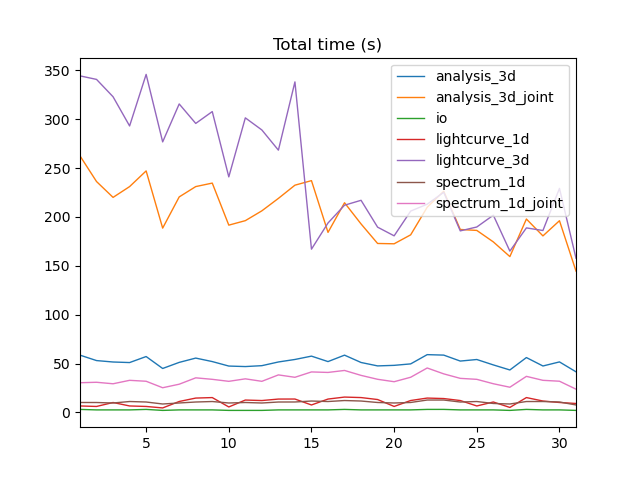 Total time (s)
350
300
250
200
150
100
50
0
5
10
15
20
25
30
analysis_3d
analysis_3d_joint
io
lightcurve_1d
lightcurve_3d
spectrum_1d
spectrum_1d_joint